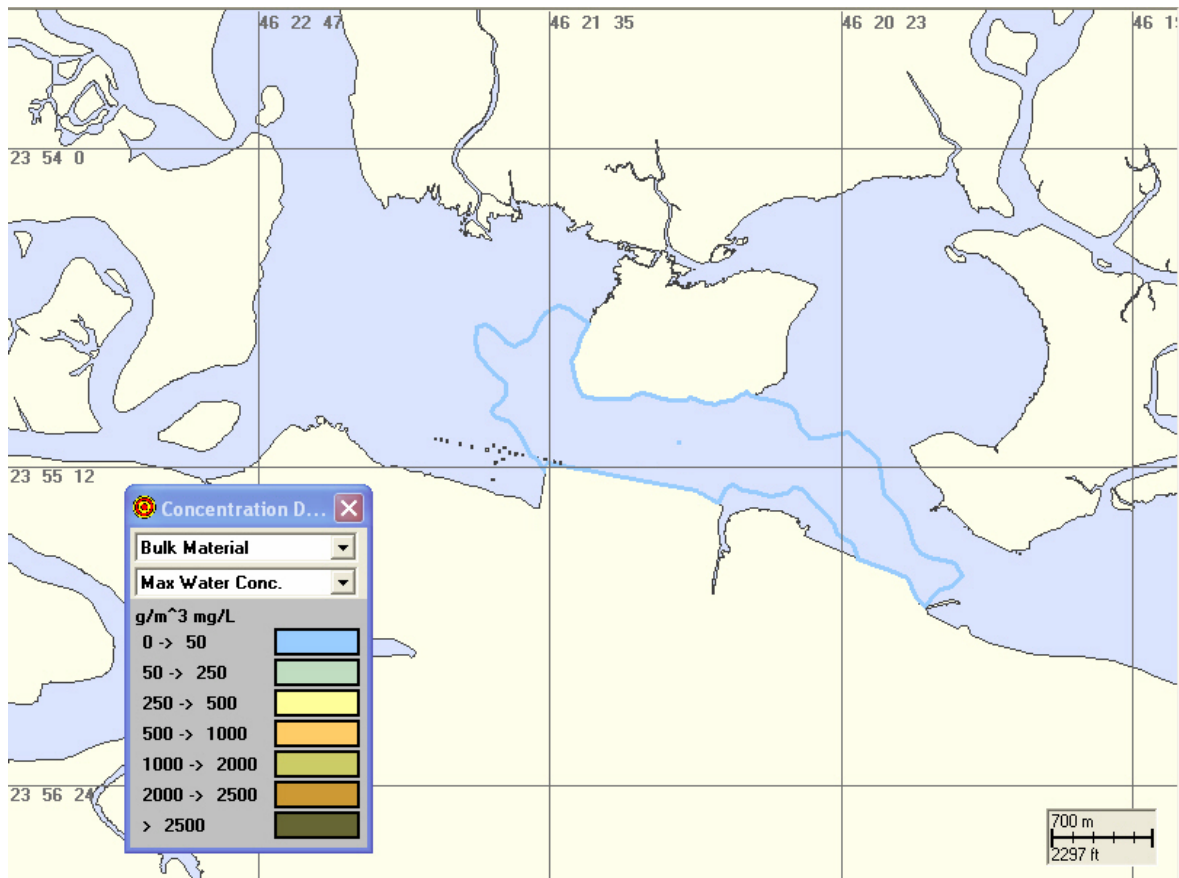 46 22 47
46 21 35
46 20 23
46 19
23 54 0
23 55 12
Concentration D...
Bulk Material
Max Water Conc.
g/m^3 mg/L
0 -> 50
50 -> 250
250 -> 500
500 -> 1000
1000 -> 2000
2000 -> 2500
> 2500
23 56 24
700 m
2297 ft